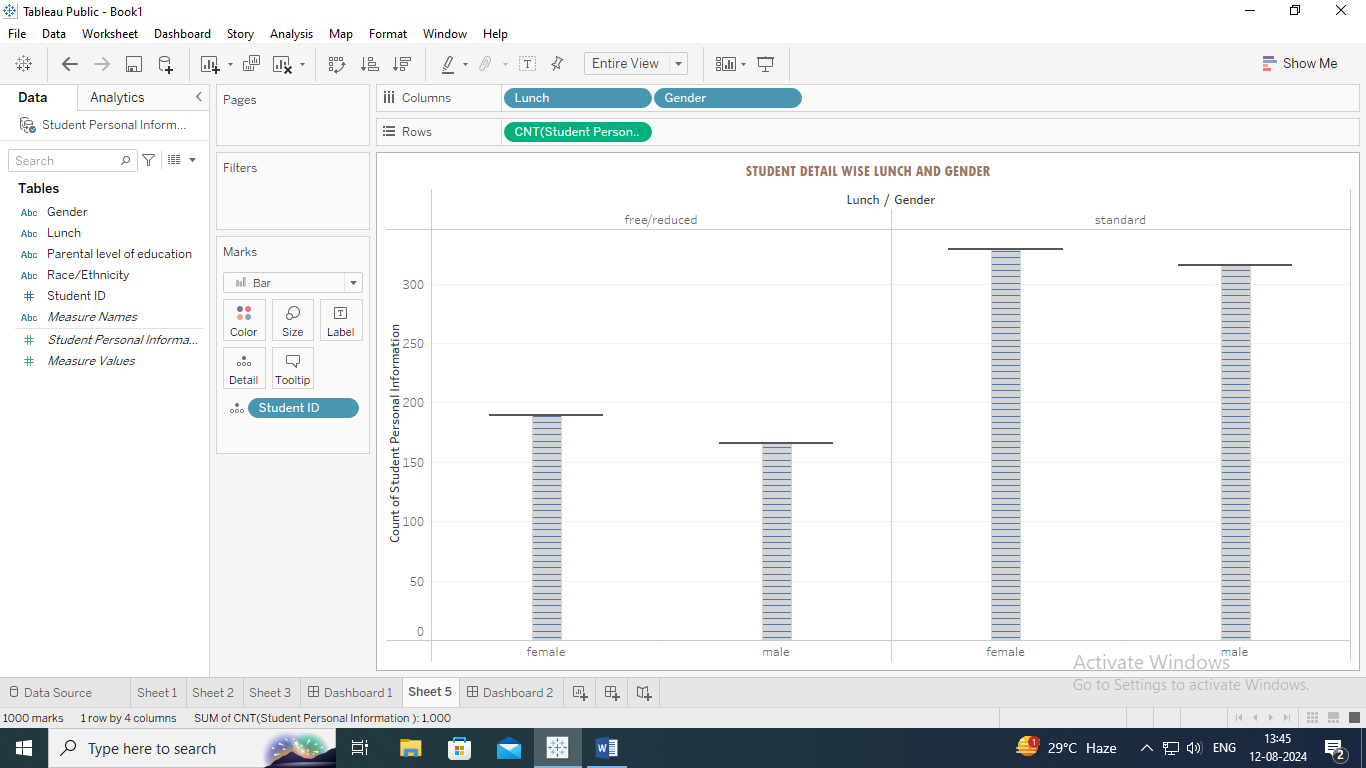 Tableau Public - Book1
File Data Worksheet Dashboard Story Analysis Map Format Window Help
Entire View
Show Me
Data Analytics
Student Personal Inform...
Search
Tables
Abc Gender
Abc Lunch
Abc Parental level of education
Abc Race/Ethnicity
# Student ID
Abc Measure Names
# Student Personal Informa...
# Measure Values
Pages
Filters
Marks
Bar
Color Size Label
Detail Tooltip
Student ID
Columns Lunch Gender
Rows CNT(Student Person..
STUDENT DETAIL WISE LUNCH AND GENDER
Lunch / Gender
free/reduced standard
Count of Student Personal Information
300
250
200
150
100
50
0
female male female male
Activate Windows
Go to Settings to activate Windows.
Data Source Sheet 1 Sheet 2 Sheet 3 Dashboard 1 Sheet 5 Dashboard 2
1000 marks 1 row by 4 columns SUM of CNT(Student Personal Information ): 1,000
Type here to search
1 29°C Haze ENG 13:45
12-08-2024 2